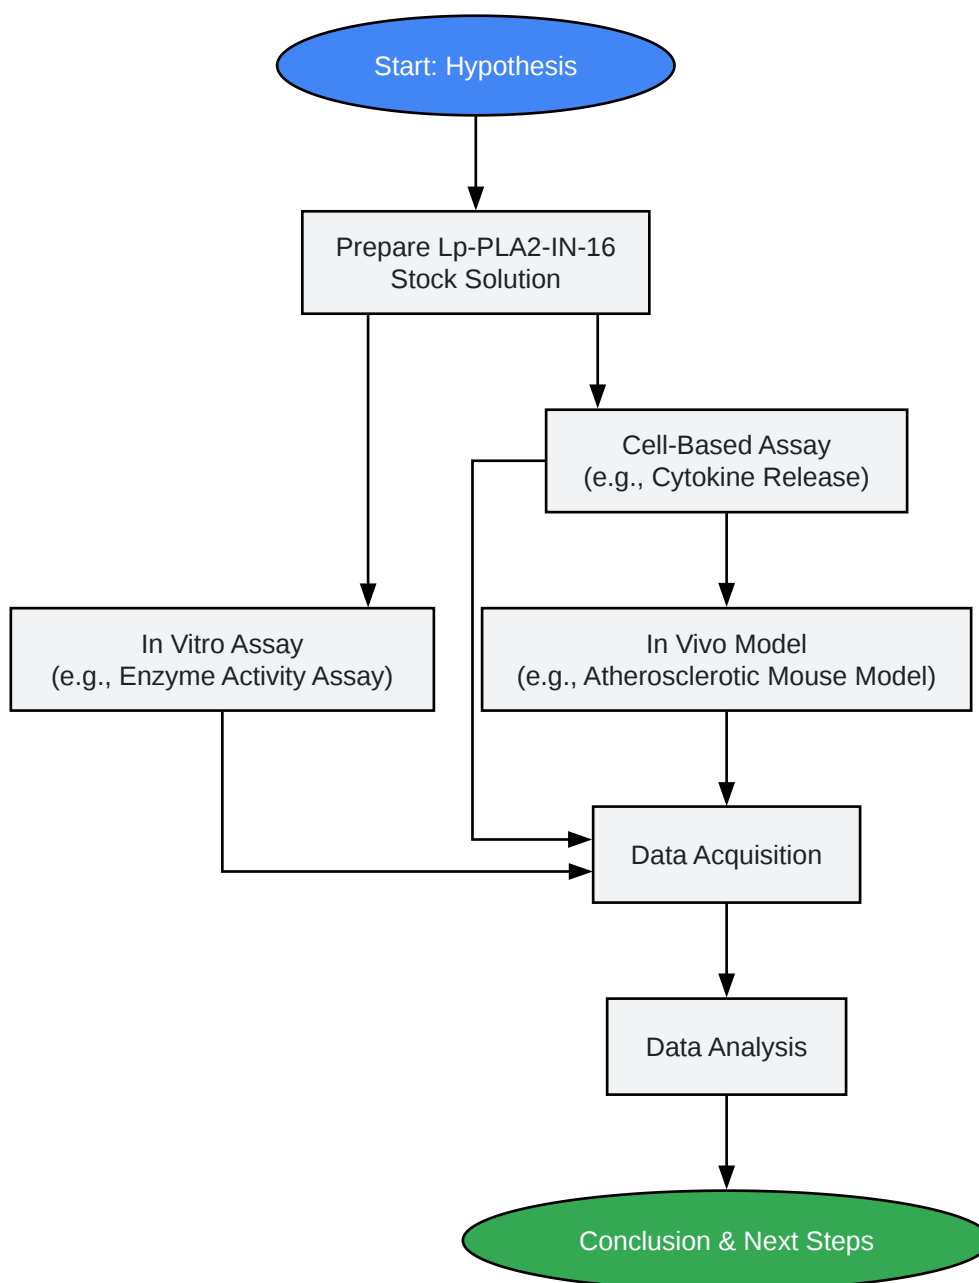 Start: Hypothesis
Prepare Lp-PLA2-IN-16
Stock Solution
Cell-Based Assay
(e.g., Cytokine Release)
In Vitro Assay
(e.g., Enzyme Activity Assay)
In Vivo Model
(e.g., Atherosclerotic Mouse Model)
Data Acquisition
Data Analysis
Conclusion & Next Steps